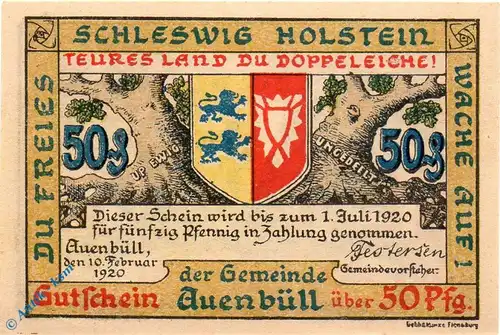 SCHLESWIG HOLSTEIN
TEURES LAND DU DOPPELEICHE!
DU FREIES
WACHE AUF!
50₰
50₰
UP EWIG
UNGEDEELT
Dieser Schein wird bis zum 1. Juli 1920
für fünfzig Pfennig in Zahlung genommen.
Auenbüll,
den 10. Februar
1920
Gemeindevorsteher.
der Gemeinde
Gutschein Auenbüll über 50 Pfg.